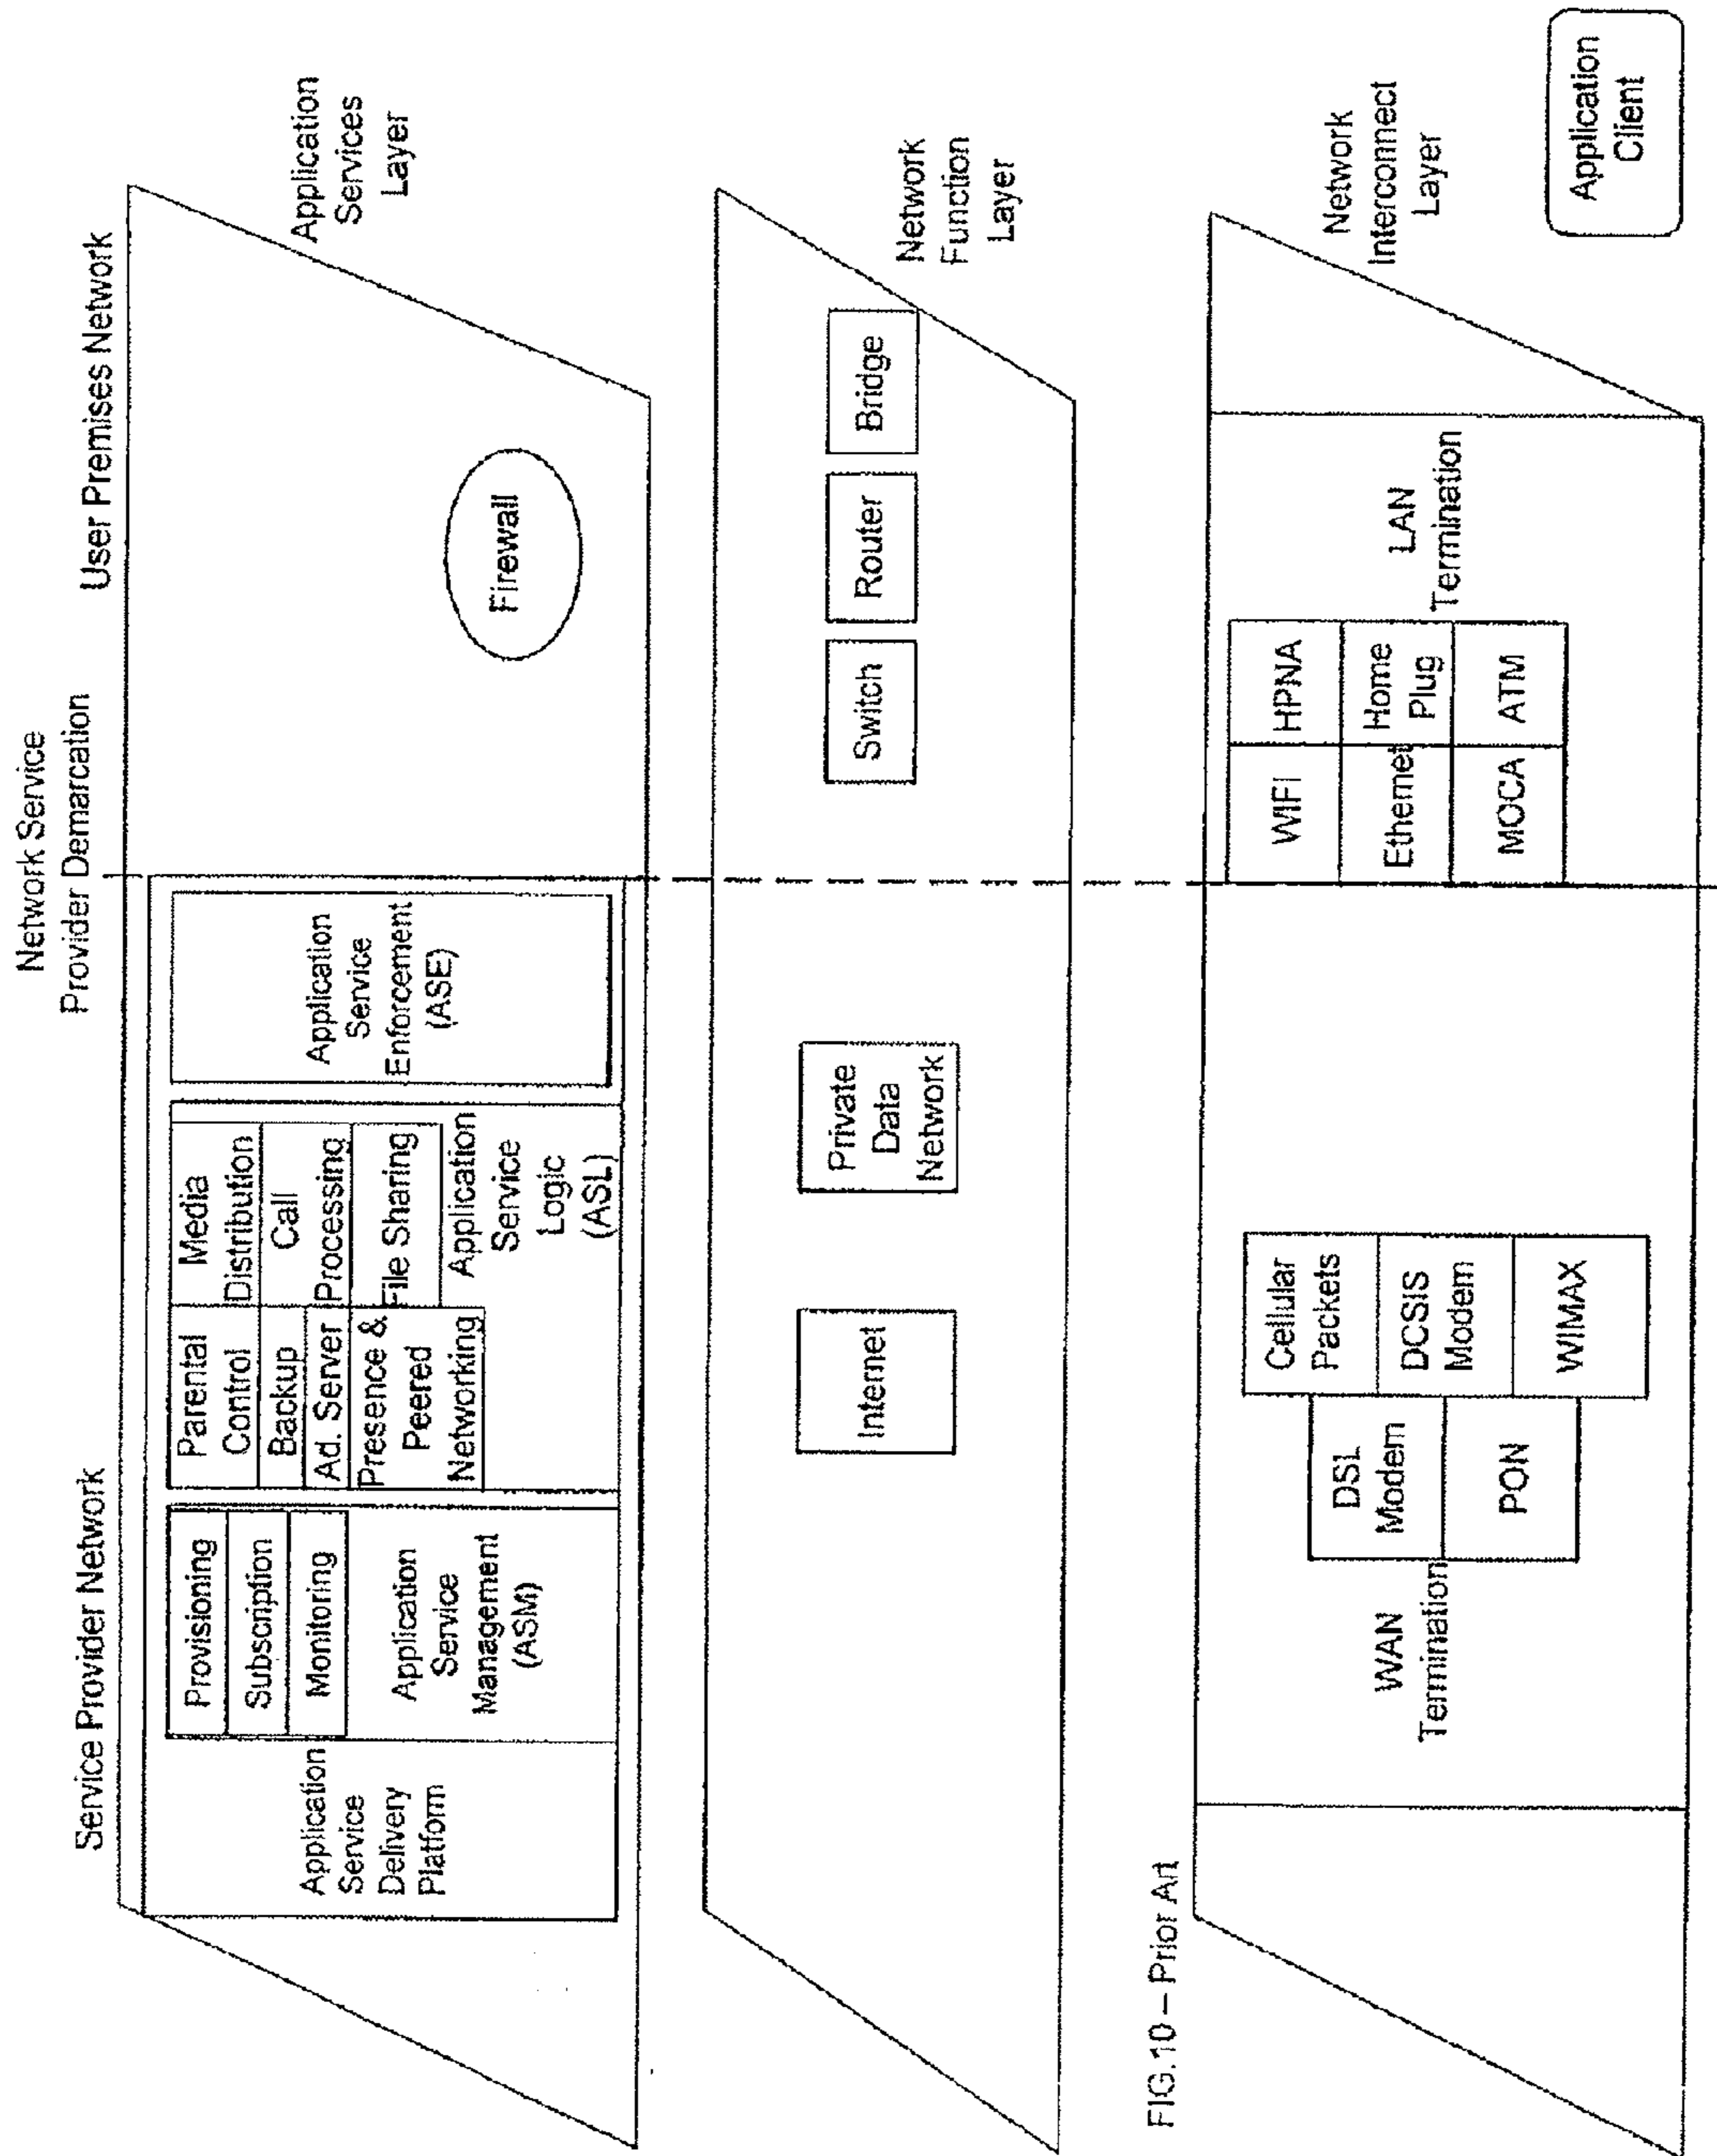 Network Service
Provider Demarcation
Service Provider Network
User Premises Network
Application
Services
Layer
Application
Service
Delivery
Platform
Provisioning
Subscription
Monitoring
Application
Service
Management
(ASM)
Parental
Control
Backup
Ad. Server
Presence &
Peered
Networking
Media
Distribution
Call
Processing
File Sharing
Application
Service
Logic
(ASL)
Application
Service
Enforcement
(ASE)
Firewall
Network
Function
Layer
Internet
Private
Data
Network
Switch
Router
Bridge
FIG. 10 – Prior Art
Network
Interconnect
Layer
WAN
Termination
DSL
Modem
PON
Cellular
Packets
DCSIS
Modem
WIMAX
WIFI
HPNA
Ethernet
Home
Plug
MOCA
ATM
LAN
Termination
Application
Client